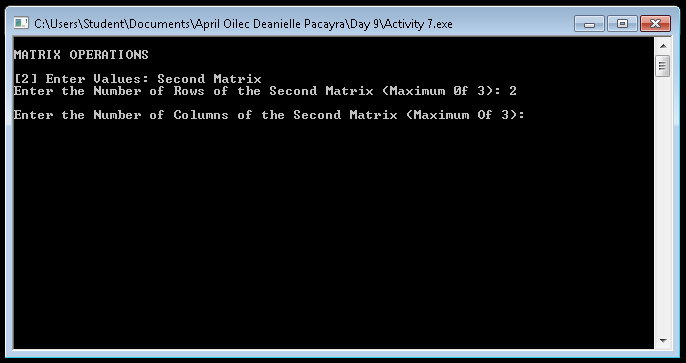 C:\Users\Student\Documents\April Oilec Deanielle Pacayra\Day 9\Activity 7.exe
MATRIX OPERATIONS
[2] Enter Values: Second Matrix
Enter the Number of Rows of the Second Matrix (Maximum 0f 3): 2
Enter the Number of Columns of the Second Matrix (Maximum Of 3):